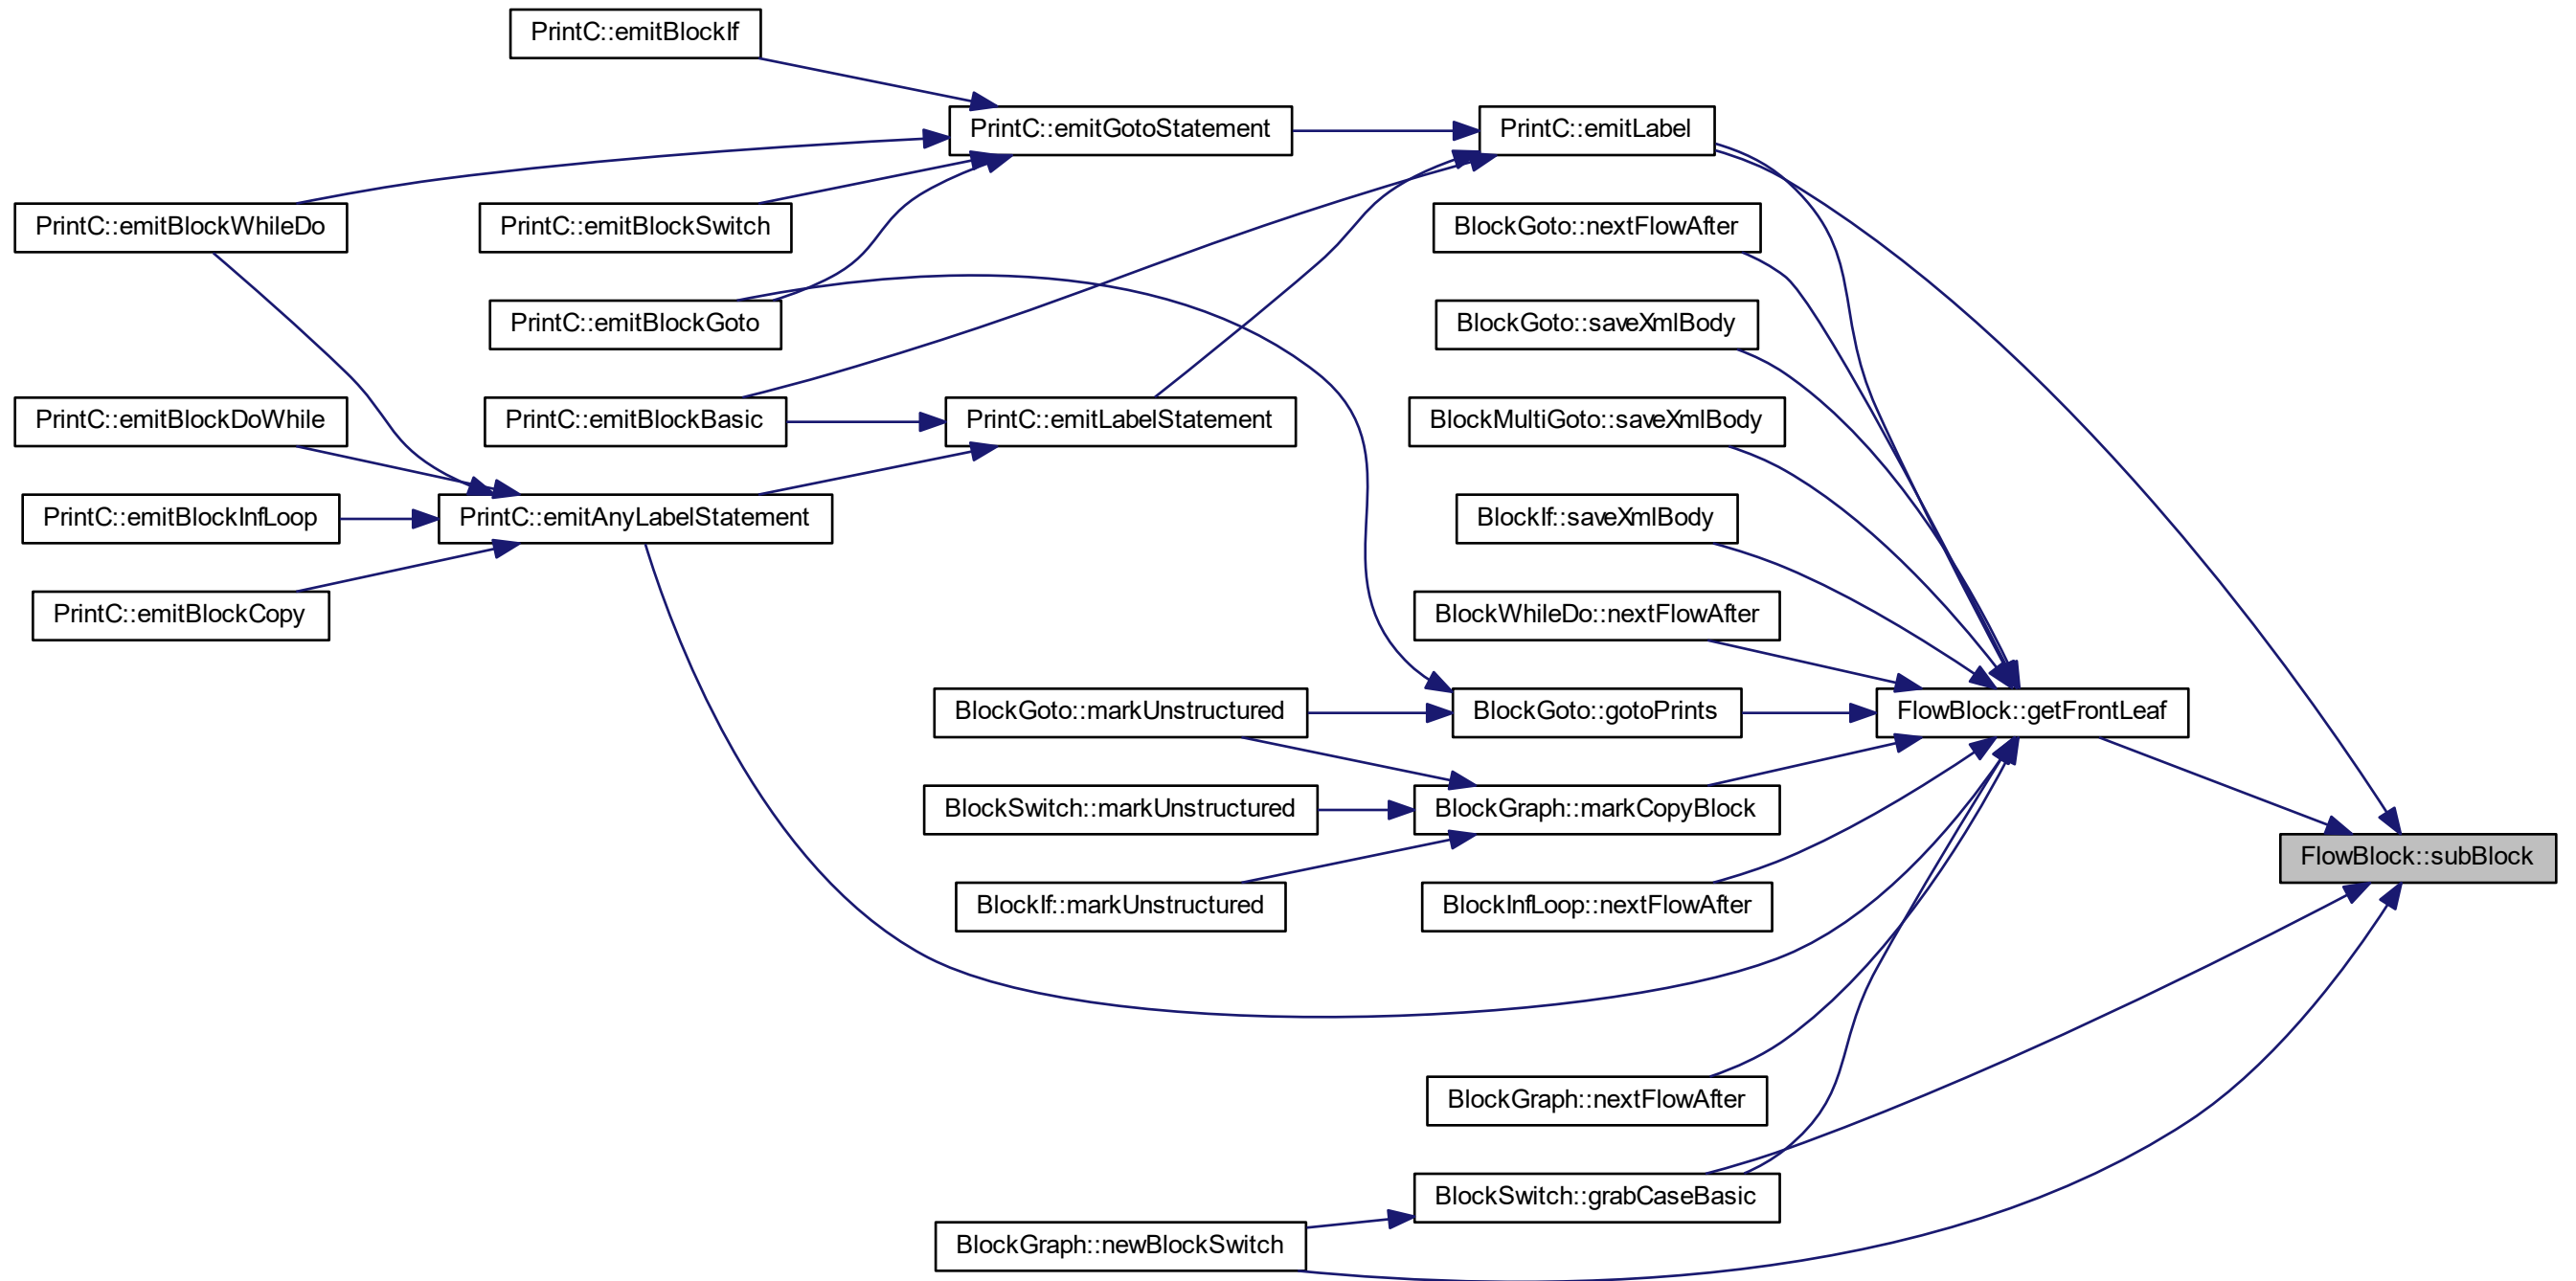 PrintC::emitBlockIf
PrintC::emitGotoStatement
PrintC::emitLabel
PrintC::emitBlockWhileDo
PrintC::emitBlockSwitch
BlockGoto::nextFlowAfter
PrintC::emitBlockGoto
BlockGoto::saveXmlBody
PrintC::emitBlockDoWhile
PrintC::emitBlockBasic
PrintC::emitLabelStatement
BlockMultiGoto::saveXmlBody
PrintC::emitBlockInfLoop
PrintC::emitAnyLabelStatement
BlockIf::saveXmlBody
PrintC::emitBlockCopy
BlockWhileDo::nextFlowAfter
BlockGoto::markUnstructured
BlockGoto::gotoPrints
FlowBlock::getFrontLeaf
BlockSwitch::markUnstructured
BlockGraph::markCopyBlock
FlowBlock::subBlock
BlockIf::markUnstructured
BlockInfLoop::nextFlowAfter
BlockGraph::nextFlowAfter
BlockSwitch::grabCaseBasic
BlockGraph::newBlockSwitch